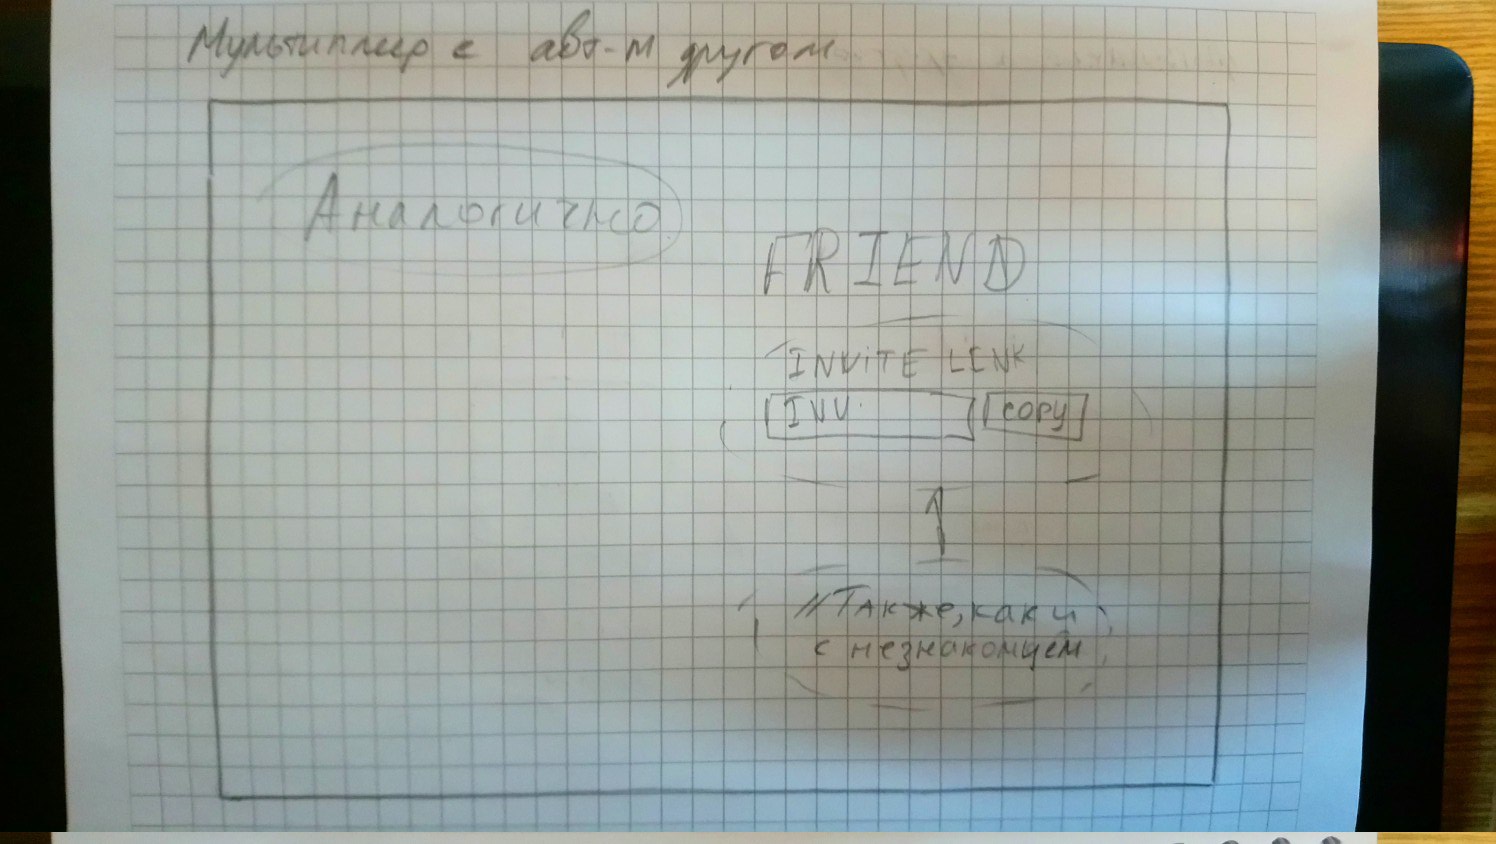 Мультиплеер с авт-м другом
Аналогично
FRIEND
INVITE LINK
INV.
COPY
// Также, как и
с незнакомцем